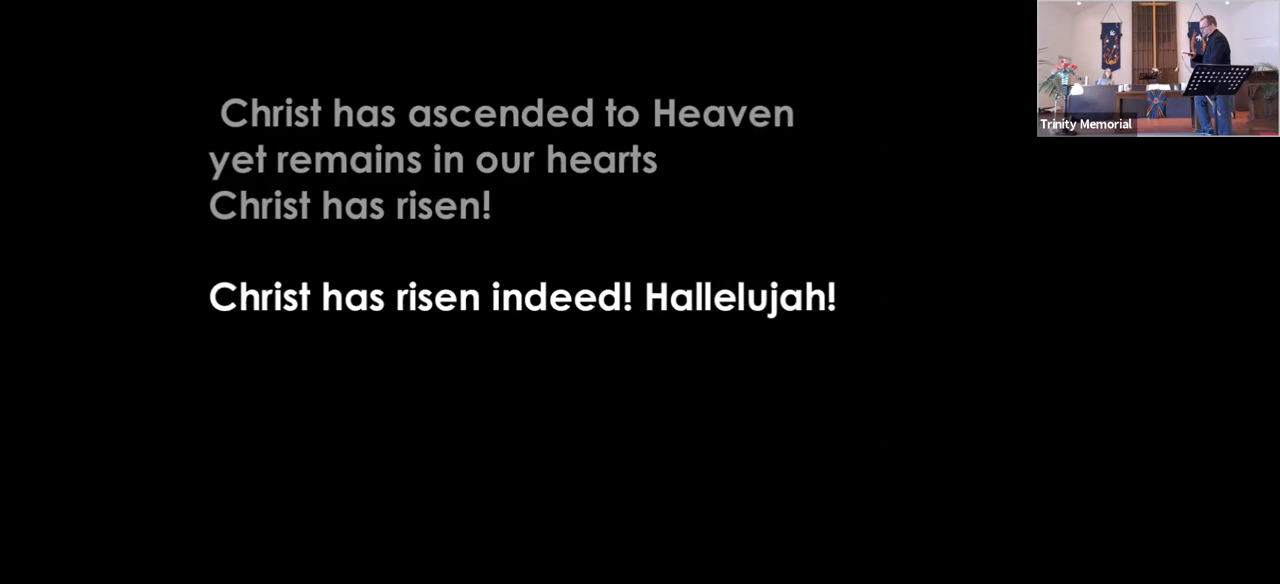 Christ has ascended to Heaven
yet remains in our hearts
Christ has risen!
Christ has risen indeed! Hallelujah!
Trinity Memorial